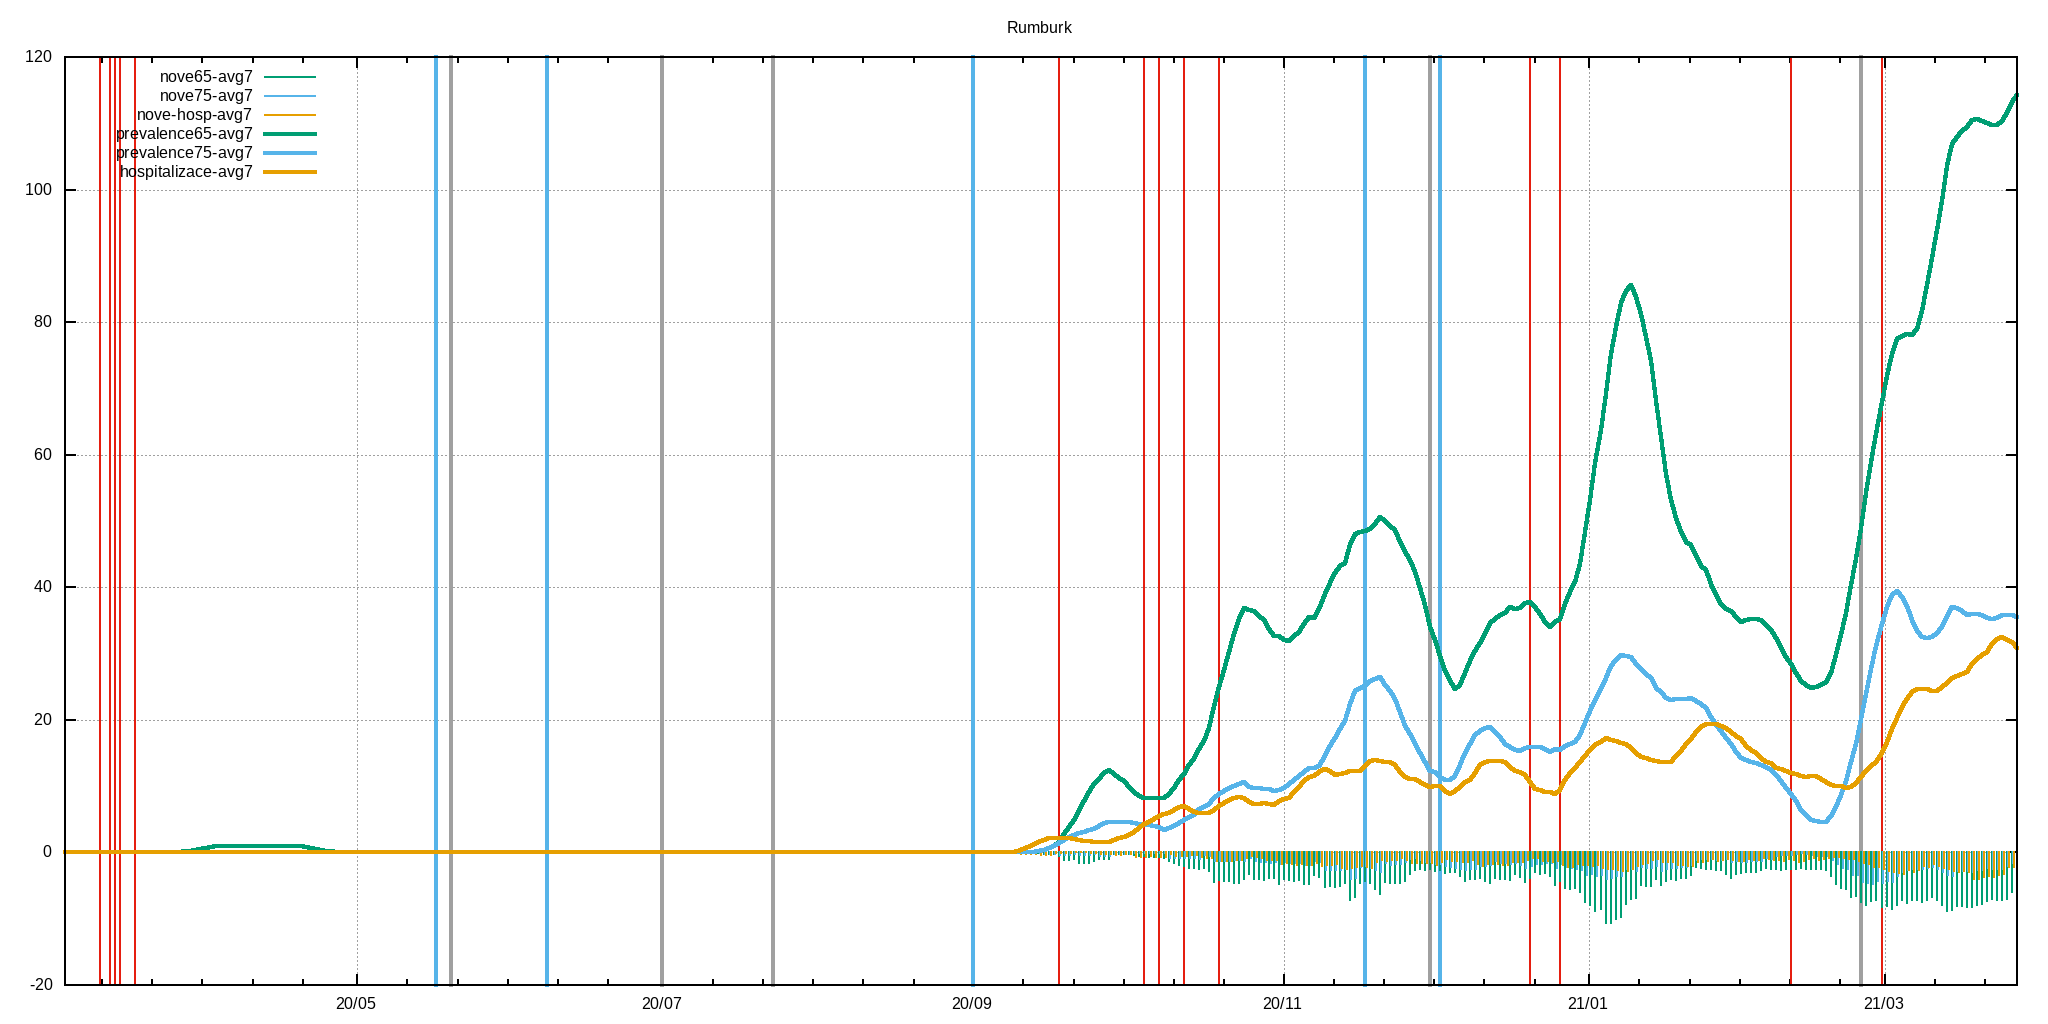 Rumburk
120
100
80
60
40
20
0
-20
nove65-avg7
nove75-avg7
nove-hosp-avg7
prevalence65-avg7
prevalence75-avg7
hospitalizace-avg7
20/05 20/07 20/09 20/11 21/01 21/03